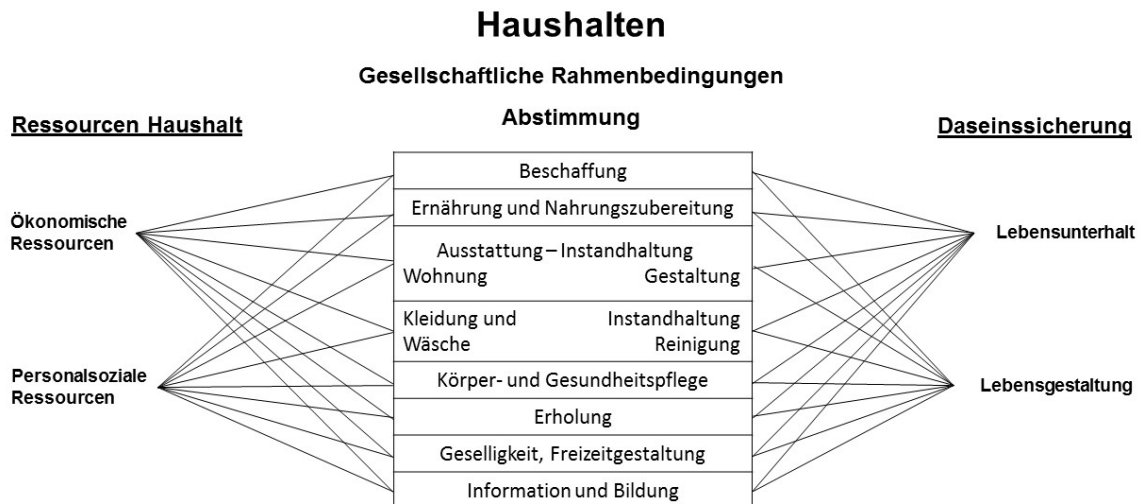 Haushalten
Gesellschaftliche Rahmenbedingungen
Ressourcen Haushalt
Abstimmung
Daseinssicherung
Ökonomische
Ressourcen
Personalsoziale
Ressourcen
Beschaffung
Ernährung und Nahrungszubereitung
Ausstattung – Instandhaltung
Wohnung Gestaltung
Kleidung und Instandhaltung
Wäsche Reinigung
Körper- und Gesundheitspflege
Erholung
Geselligkeit, Freizeitgestaltung
Information und Bildung
Lebensunterhalt
Lebensgestaltung